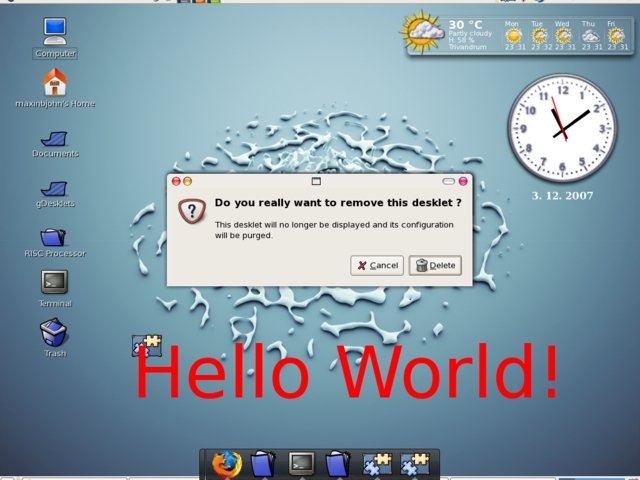 Computer
maxinbjohn's Home
Documents
gDesklets
RISC Processor
Terminal
Trash
30 °C
Partly cloudy
H: 58 %
Trivandrum
Mon Tue Wed Thu Fri
23 :31 23 :32 23 :31 23 :31 23 :31
12
1
2
3
4
5
6
7
8
9
10
11
3. 12. 2007
Do you really want to remove this desklet ?
This desklet will no longer be displayed and its configuration
will be purged.
Cancel
Delete
Hello World!